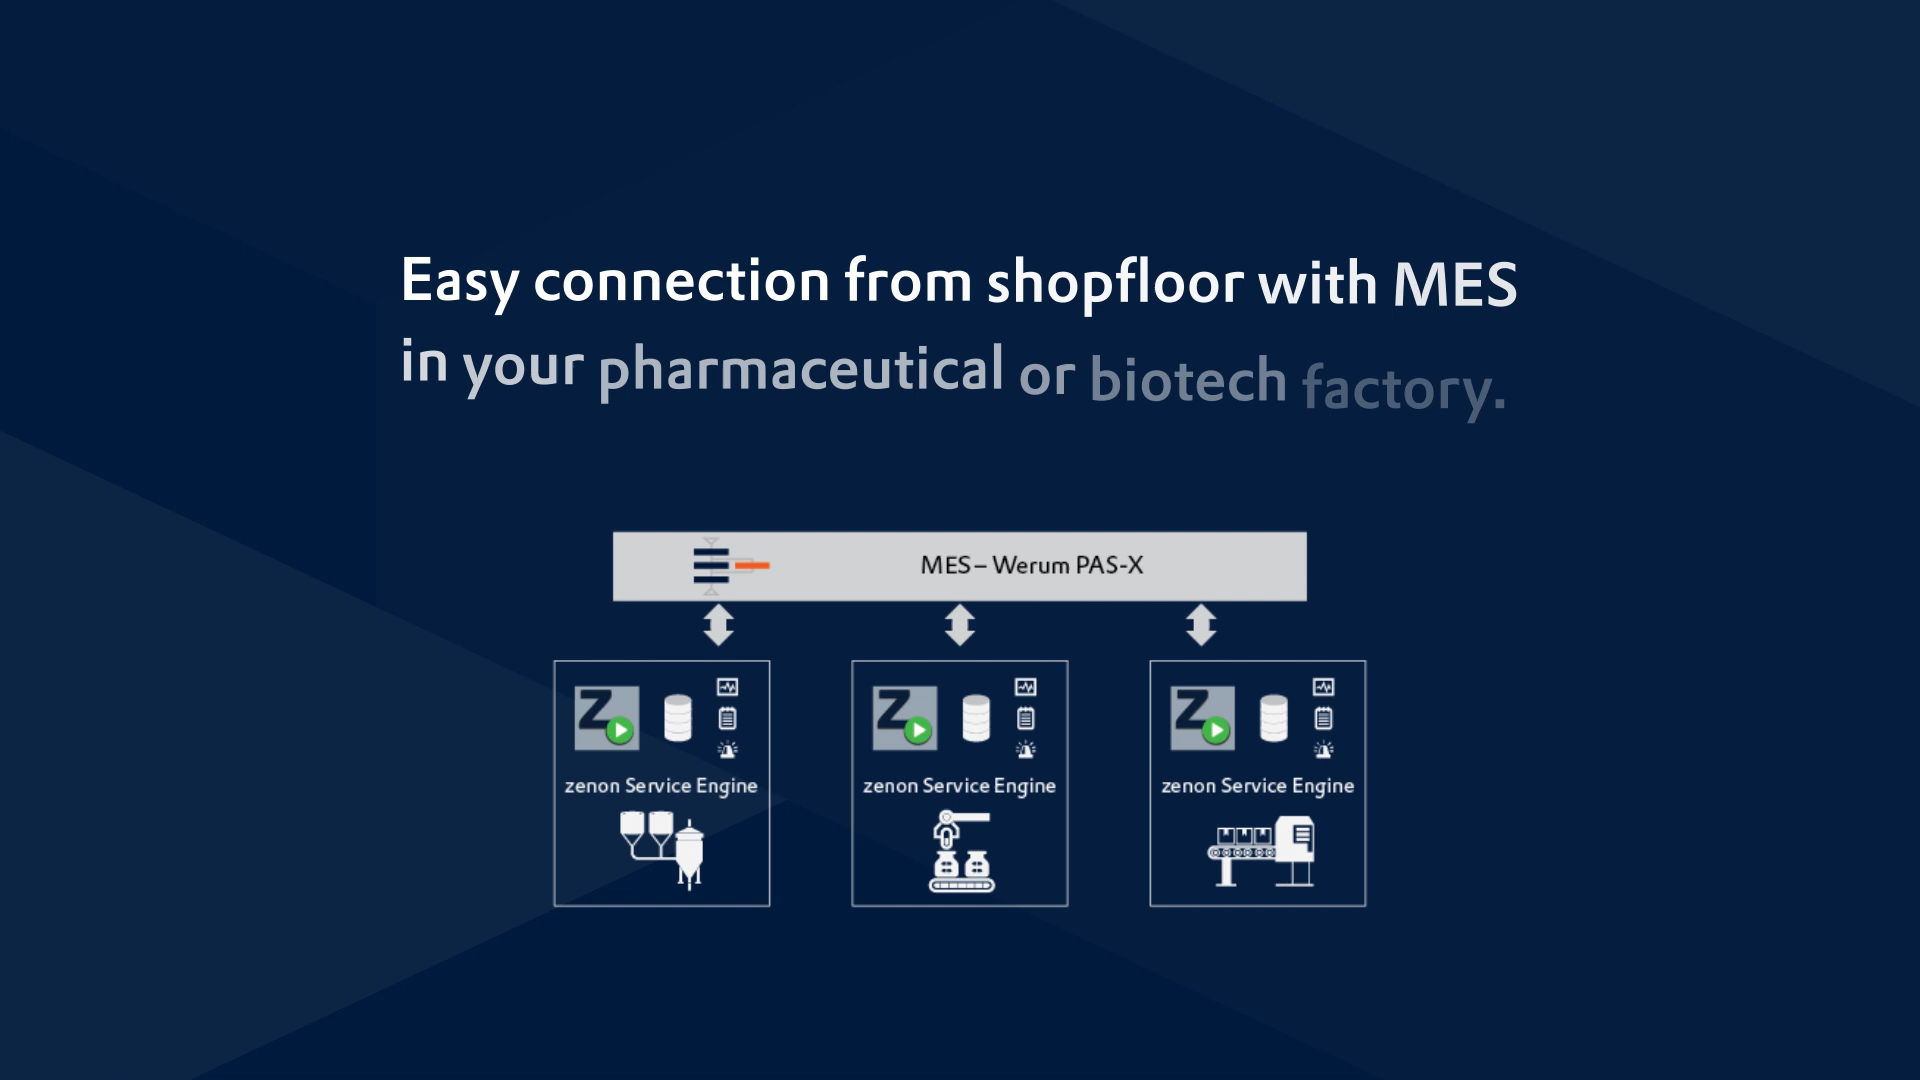 Easy connection from shopfloor with MES
in your pharmaceutical or biotech factory.
MES – Werum PAS-X
Z Z Z
zenon Service Engine zenon Service Engine zenon Service Engine